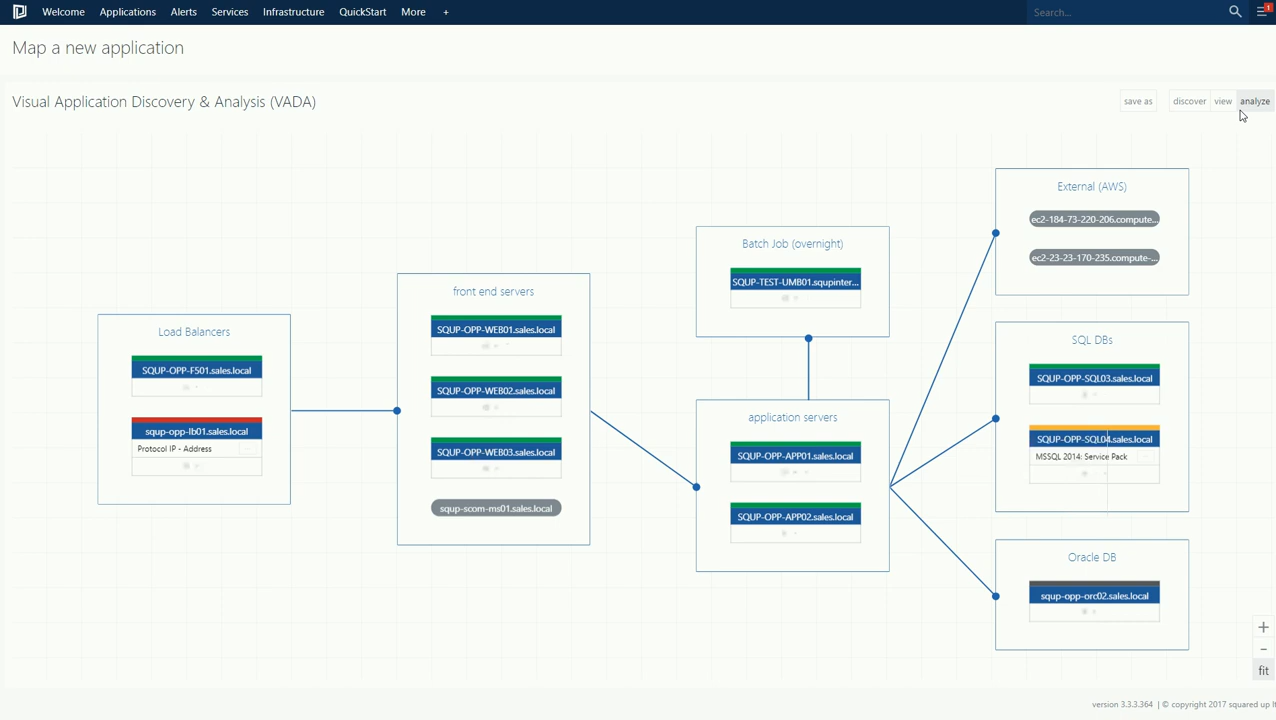 Welcome Applications Alerts Services Infrastructure QuickStart More + Search... 1
Map a new application
Visual Application Discovery & Analysis (VADA)
save as discover view analyze
Load Balancers
SQUP-OPP-F501.sales.local
squp-opp-lb01.sales.local
Protocol IP - Address
front end servers
SQUP-OPP-WEB01.sales.local
SQUP-OPP-WEB02.sales.local
SQUP-OPP-WEB03.sales.local
squp-scom-ms01.sales.local
Batch Job (overnight)
SQUP-TEST-UMB01.squpinter...
application servers
SQUP-OPP-APP01.sales.local
SQUP-OPP-APP02.sales.local
External (AWS)
ec2-184-73-220-206.compute...
ec2-23-23-170-235.compute-...
SQL DBs
SQUP-OPP-SQL03.sales.local
SQUP-OPP-SQL04.sales.local
MSSQL 2014: Service Pack
Oracle DB
squp-opp-orc02.sales.local
+
-
fit
version 3.3.3.364 | © copyright 2017 squared up lt